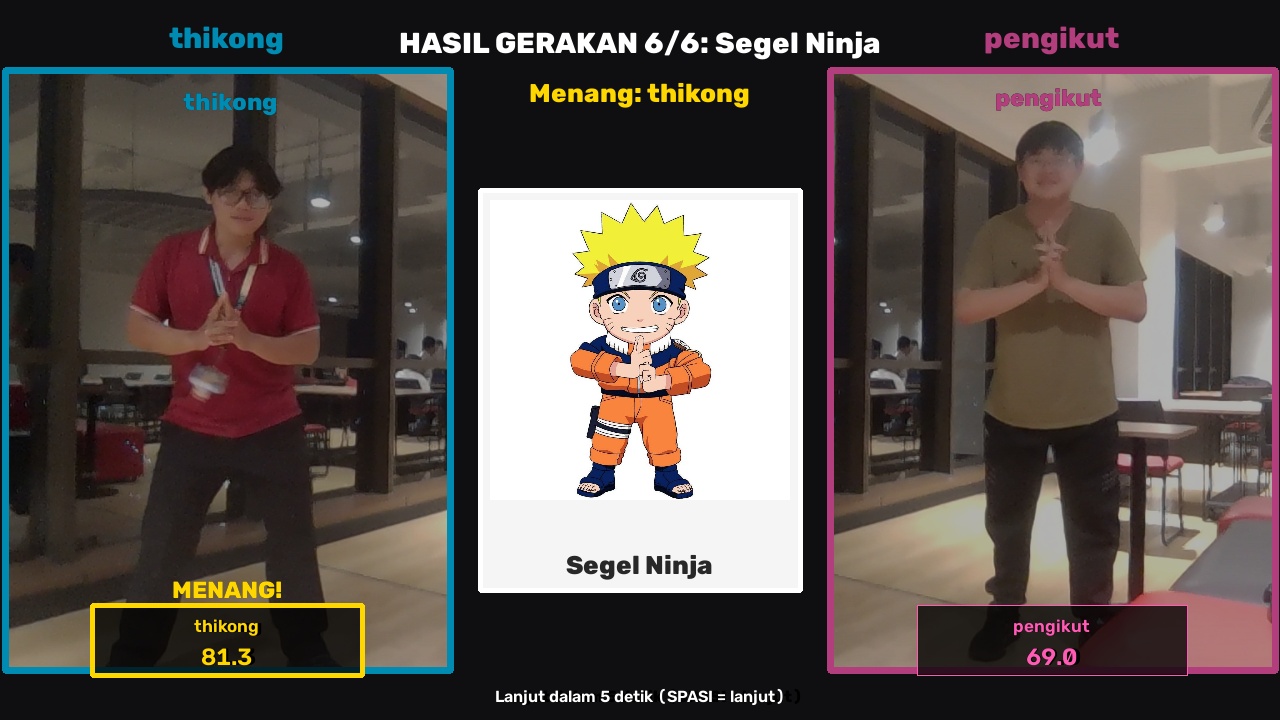 thikong
HASIL GERAKAN 6/6: Segel Ninja
pengikut
Menang: thikong
thikong
pengikut
Segel Ninja
MENANG!
thikong
81.3
pengikut
69.0
Lanjut dalam 5 detik (SPASI = lanjut)